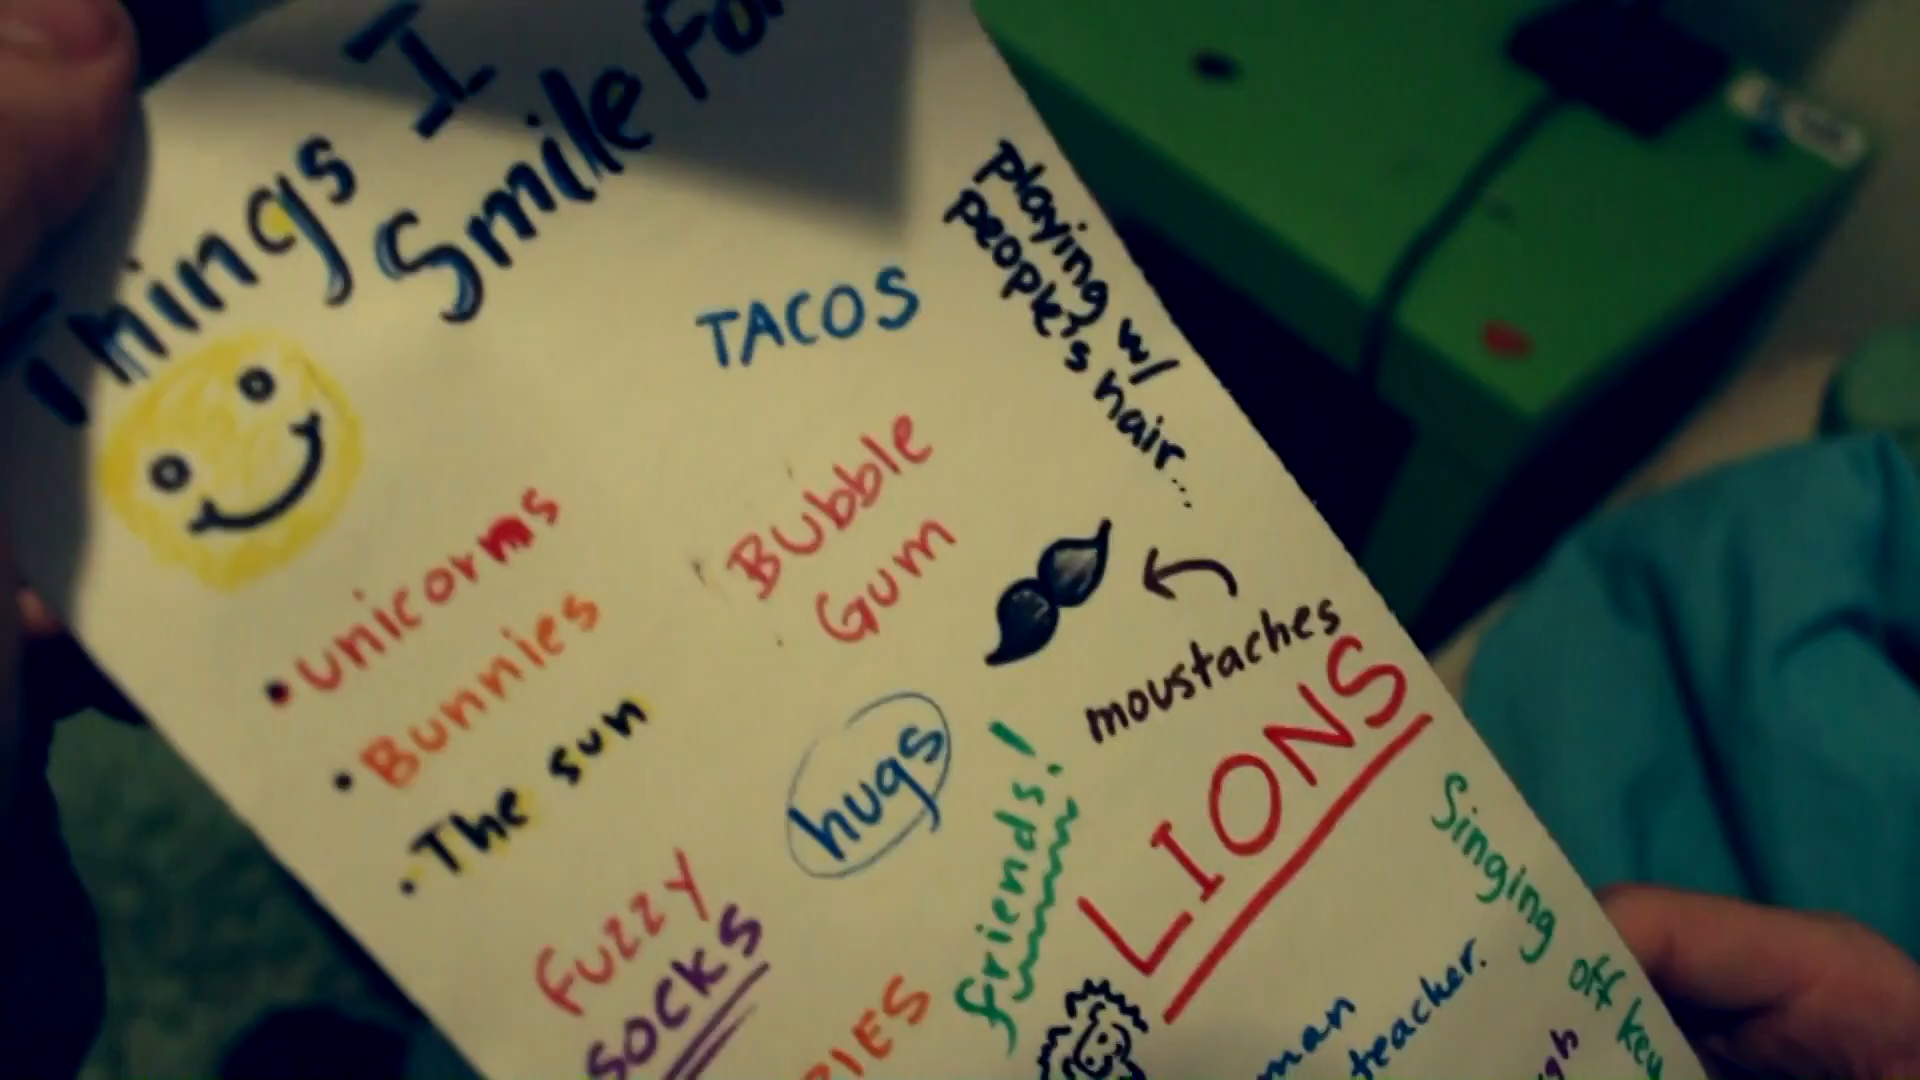 Things I
Smile For
TACOS
playing w/
people's hair...
Bubble
Gum
• unicorms
• Bunnies
• The sun
moustaches
hugs
friends!
LIONS
Fuzzy
socks
Singing off key
teacher.